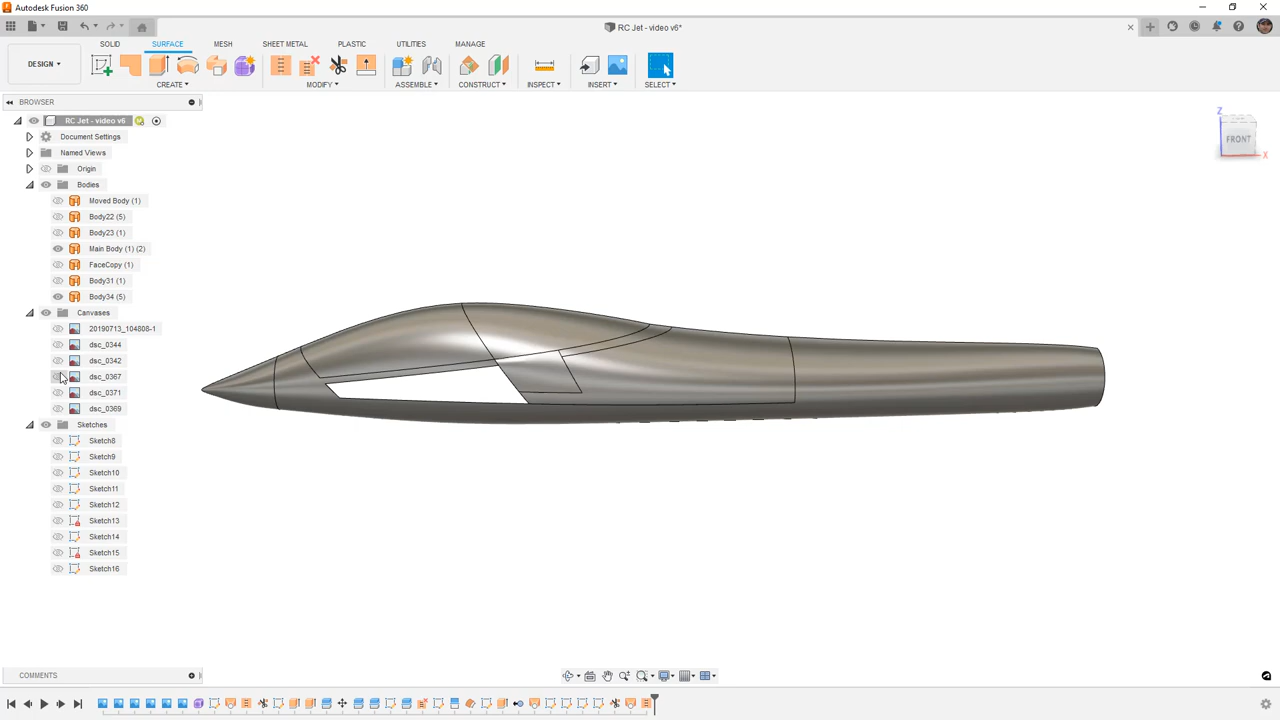 Autodesk Fusion 360
RC Jet - video v6*
DESIGN
SOLID
SURFACE
MESH
SHEET METAL
PLASTIC
UTILITIES
MANAGE
CREATE
MODIFY
ASSEMBLE
CONSTRUCT
INSPECT
INSERT
SELECT
BROWSER
RC Jet - video v6
Document Settings
Named Views
Origin
Bodies
Moved Body (1)
Body22 (5)
Body23 (1)
Main Body (1) (2)
FaceCopy (1)
Body31 (1)
Body34 (5)
Canvases
20190713_104808-1
dsc_0344
dsc_0342
dsc_0367
dsc_0371
dsc_0369
Sketches
Sketch8
Sketch9
Sketch10
Sketch11
Sketch12
Sketch13
Sketch14
Sketch15
Sketch16
Z
FRONT
X
COMMENTS